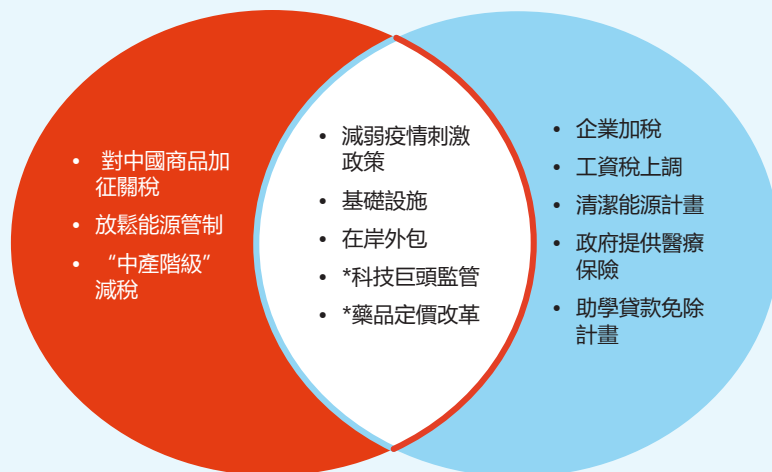 • 對中國商品加
征關稅
• 放鬆能源管制
• “中產階級”
減稅
• 減弱疫情刺激
政策
• 基礎設施
• 在岸外包
• *科技巨頭監管
• *藥品定價改革
• 企業加稅
• 工資稅上調
• 清潔能源計畫
• 政府提供醫療
保險
• 助學貸款免除
計畫